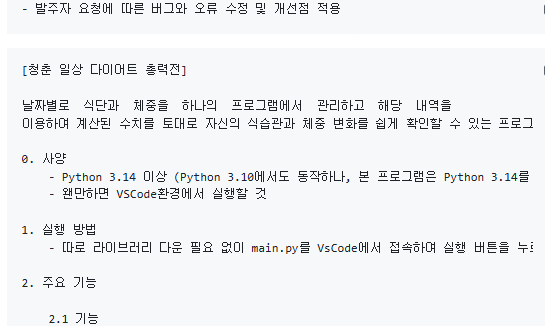 - 발주자 요청에 따른 버그와 오류 수정 및 개선점 적용
[청춘 일상 다이어트 총력전]
날짜별로 식단과 체중을 하나의 프로그램에서 관리하고 해당 내역을
이용하여 계산된 수치를 토대로 자신의 식습관과 체중 변화를 쉽게 확인할 수 있는 프로그
0. 사양
- Python 3.14 이상 (Python 3.10에서도 동작하나, 본 프로그램은 Python 3.14를
- 왠만하면 VSCode환경에서 실행할 것
1. 실행 방법
- 따로 라이브러리 다운 필요 없이 main.py를 VsCode에서 접속하여 실행 버튼을
2. 주요 기능
2.1 기능